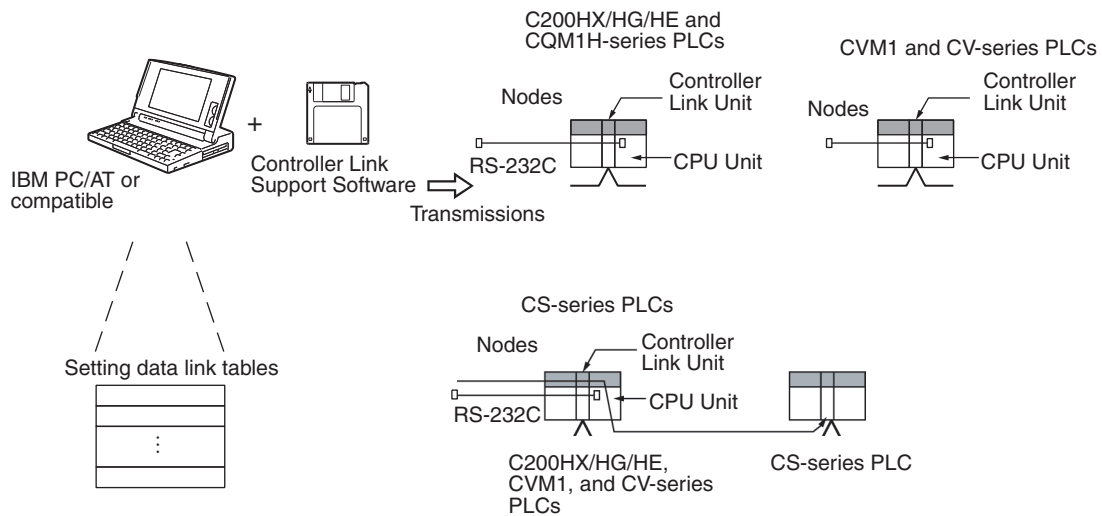 C200HX/HG/HE and
CQM1H-series PLCs
CVM1 and CV-series PLCs
Nodes
Controller
Link Unit
Nodes
Controller
Link Unit
+
RS-232C
CPU Unit
CPU Unit
IBM PC/AT or
compatible
Controller Link
Support Software
Transmissions
CS-series PLCs
Nodes
Controller
Link Unit
Setting data link tables
RS-232C
CPU Unit
C200HX/HG/HE,
CVM1, and CV-series
PLCs
CS-series PLC